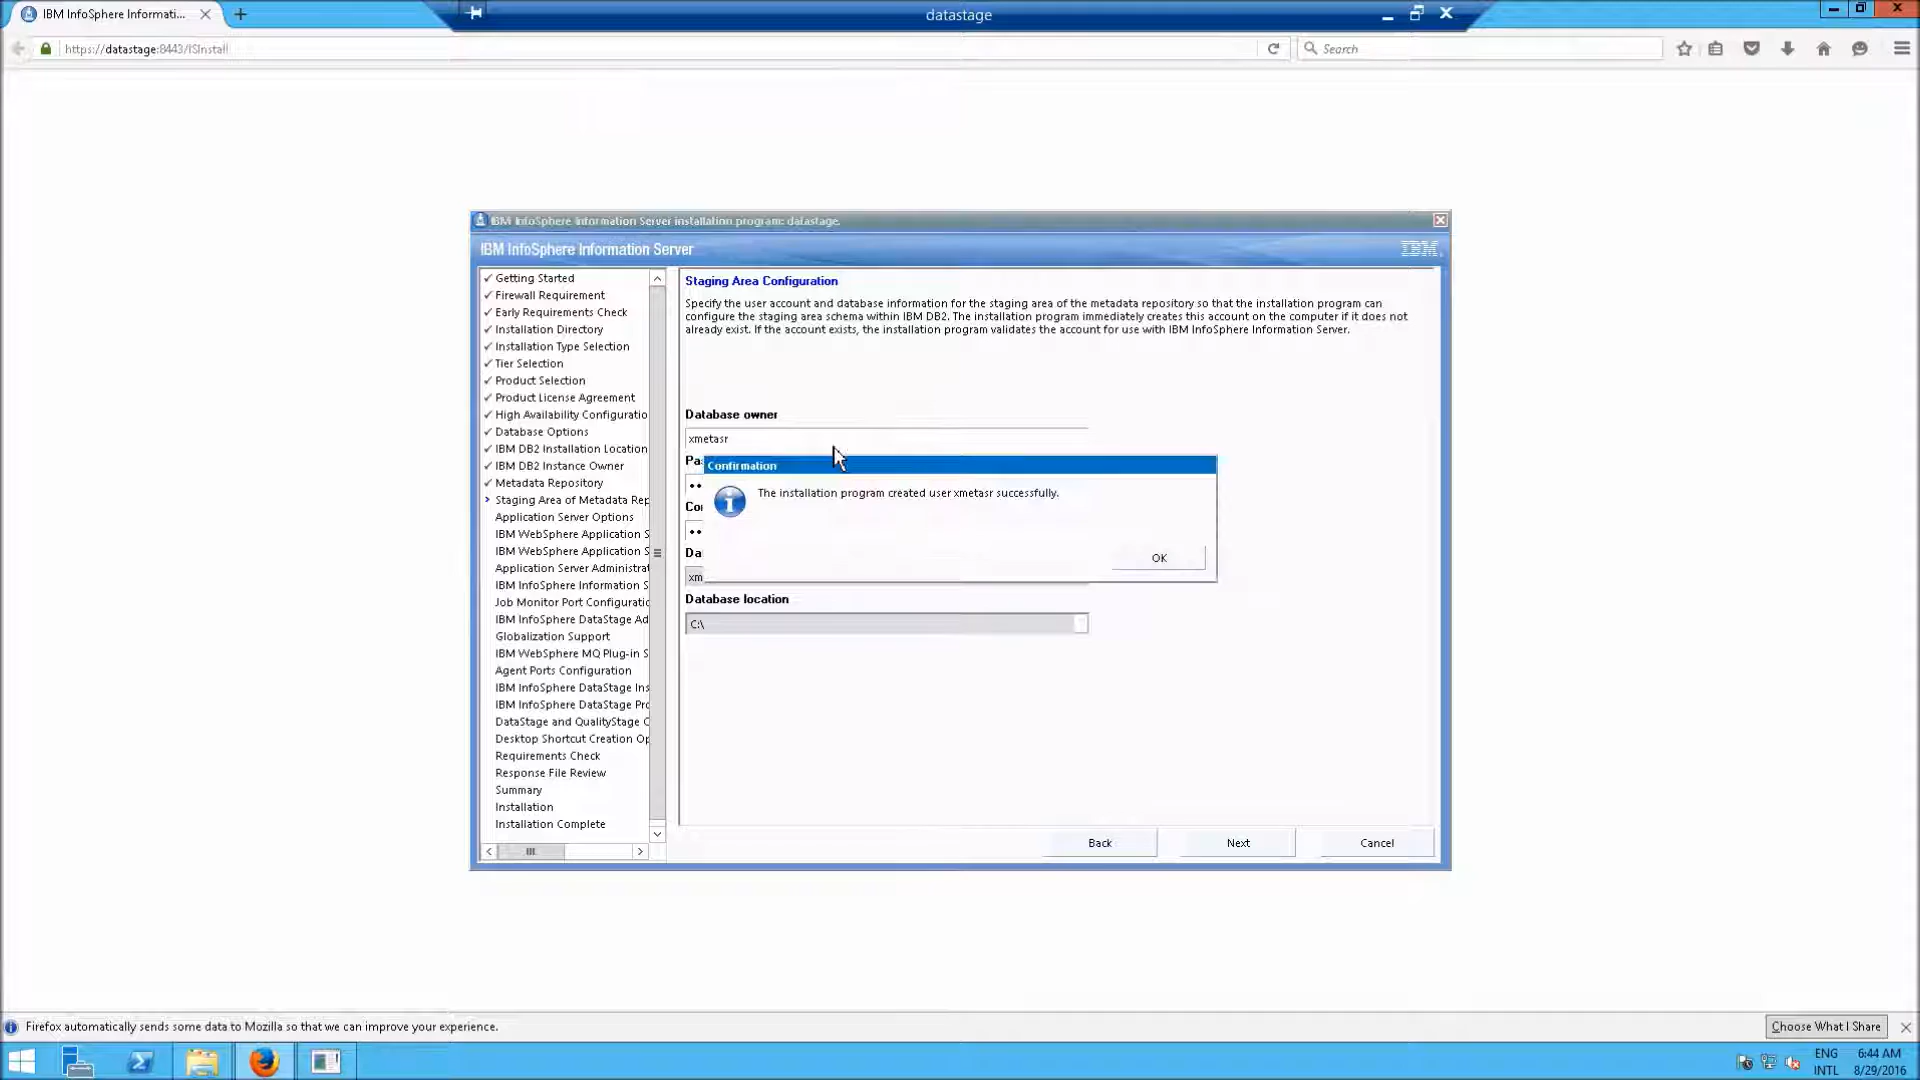 IBM InfoSphere Informati...
datastage
https://datastage:8443/ISInstall
Search
IBM InfoSphere Information Server installation program: datastage.
IBM InfoSphere Information Server
IBM.
Getting Started
Firewall Requirement
Early Requirements Check
Installation Directory
Installation Type Selection
Tier Selection
Product Selection
Product License Agreement
High Availability Configuratio
Database Options
IBM DB2 Installation Location
IBM DB2 Instance Owner
Metadata Repository
Staging Area of Metadata Rep
Application Server Options
IBM WebSphere Application S
IBM WebSphere Application S
Application Server Administrat
IBM InfoSphere Information S
Job Monitor Port Configuratio
IBM InfoSphere DataStage Ad
Globalization Support
IBM WebSphere MQ Plug-in S
Agent Ports Configuration
IBM InfoSphere DataStage Ins
IBM InfoSphere DataStage Pro
DataStage and QualityStage C
Desktop Shortcut Creation Op
Requirements Check
Response File Review
Summary
Installation
Installation Complete
Staging Area Configuration
Specify the user account and database information for the staging area of the metadata repository so that the installation program can
configure the staging area schema within IBM DB2. The installation program immediately creates this account on the computer if it does not
already exist. If the account exists, the installation program validates the account for use with IBM InfoSphere Information Server.
Database owner
xmetasr
Pa
Confirmation
The installation program created user xmetasr successfully.
Co
Da
OK
xm
Database location
C:\
Back
Next
Cancel
Firefox automatically sends some data to Mozilla so that we can improve your experience.
Choose What I Share
ENG
INTL
6:44 AM
8/29/2016